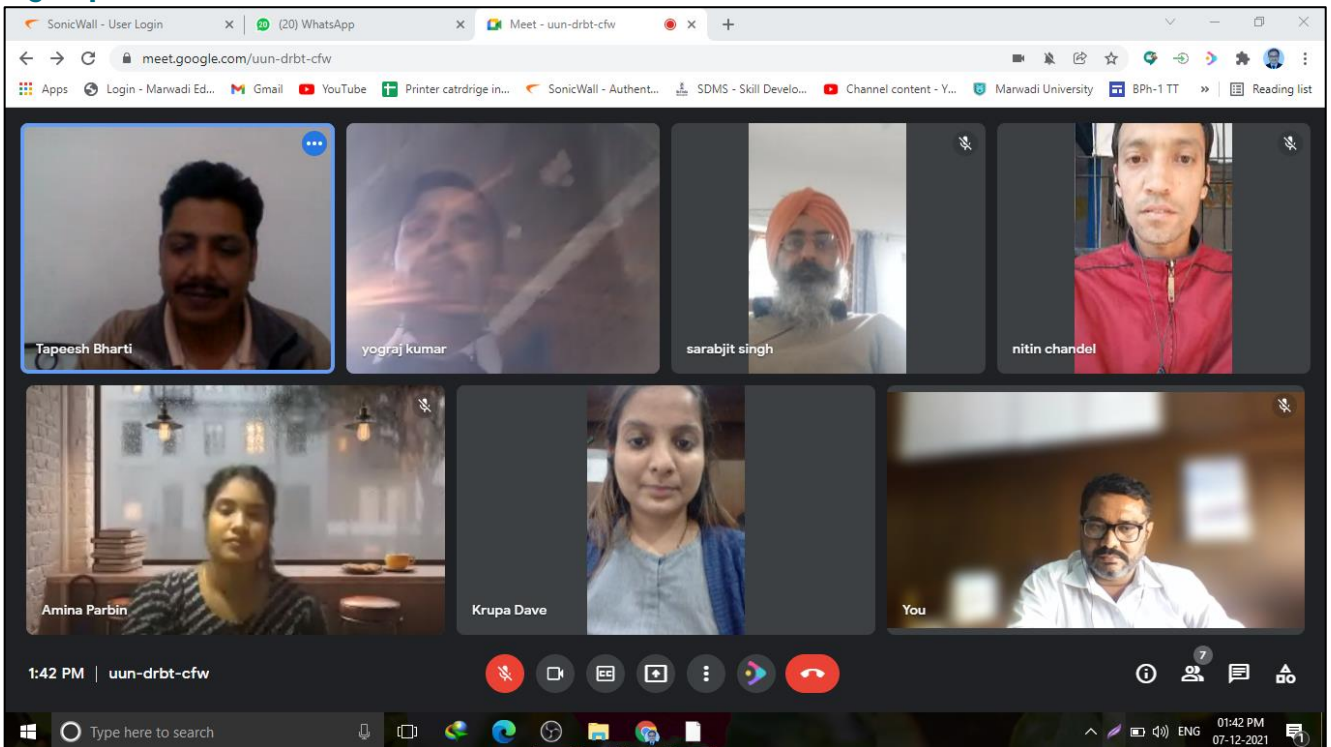 SonicWall - User Login
20 (20) WhatsApp
Meet - uun-drbt-cfw
meet.google.com/uun-drbt-cfw
Apps Login - Marwadi Ed... Gmail YouTube Printer catrdrige in... SonicWall - Authent... SDMS - Skill Develo... Channel content - Y... Marwadi University BPh-1 TT » Reading list
Tapeesh Bharti
yograj kumar
sarabjit singh
nitin chandel
Amina Parbin
Krupa Dave
You
1:42 PM | uun-drbt-cfw
CC
7
Type here to search
ENG
01:42 PM
07-12-2021
1